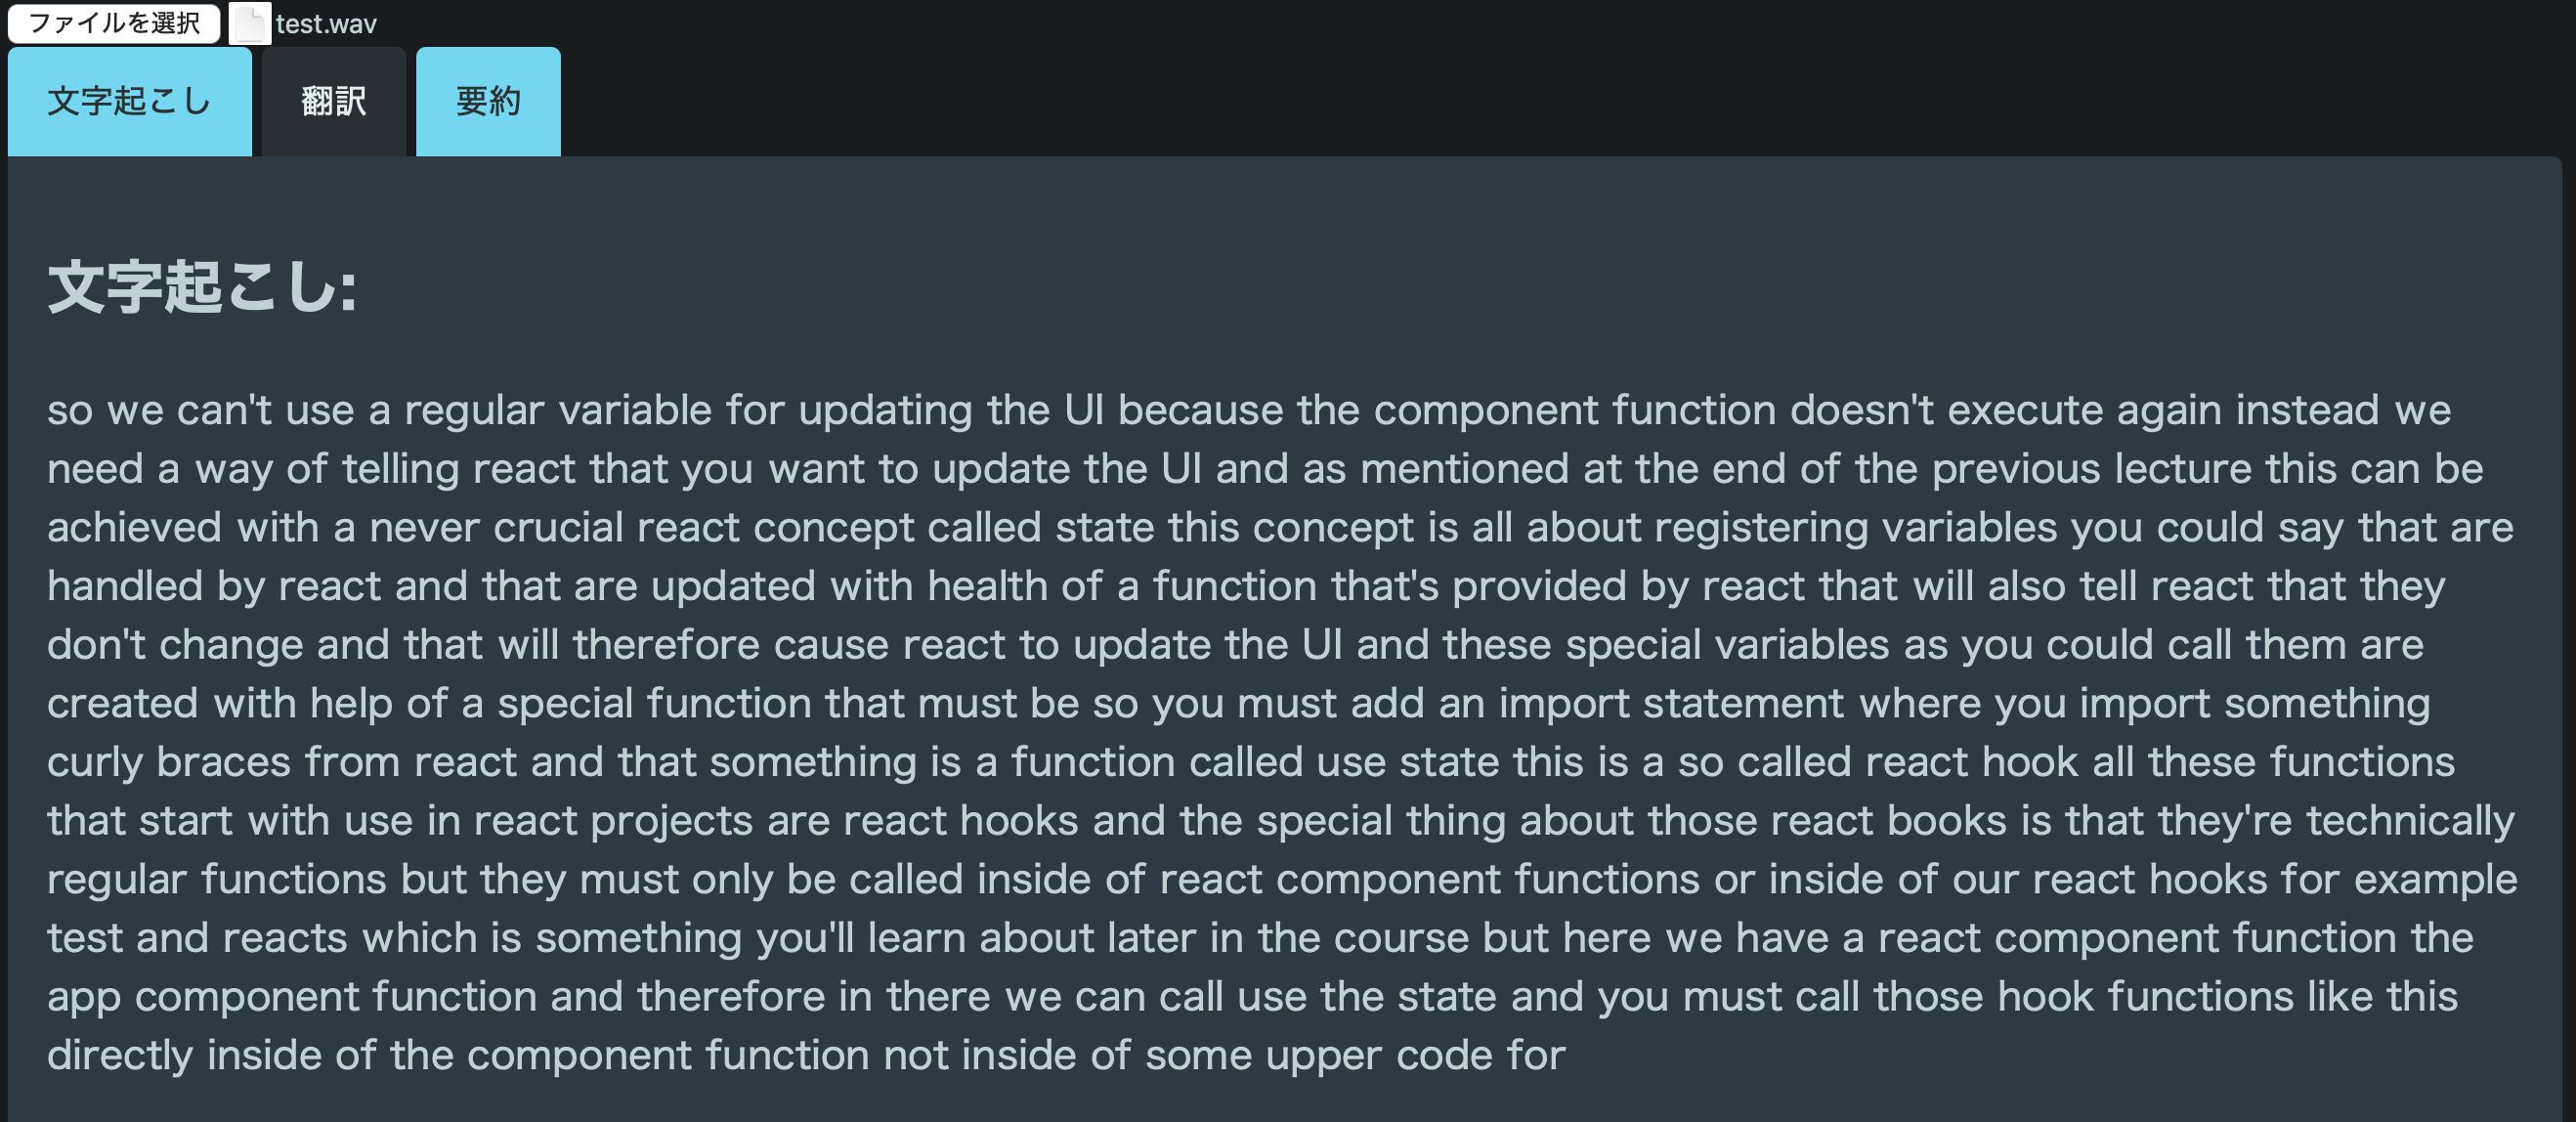 ファイルを選択 test.wav
文字起こし 翻訳 要約
文字起こし:
so we can't use a regular variable for updating the UI because the component function doesn't execute again instead we
need a way of telling react that you want to update the UI and as mentioned at the end of the previous lecture this can be
achieved with a never crucial react concept called state this concept is all about registering variables you could say that are
handled by react and that are updated with health of a function that's provided by react that will also tell react that they
don't change and that will therefore cause react to update the UI and these special variables as you could call them are
created with help of a special function that must be so you must add an import statement where you import something
curly braces from react and that something is a function called use state this is a so called react hook all these functions
that start with use in react projects are react hooks and the special thing about those react books is that they're technically
regular functions but they must only be called inside of react component functions or inside of our react hooks for example
test and reacts which is something you'll learn about later in the course but here we have a react component function the
app component function and therefore in there we can call use the state and you must call those hook functions like this
directly inside of the component function not inside of some upper code for